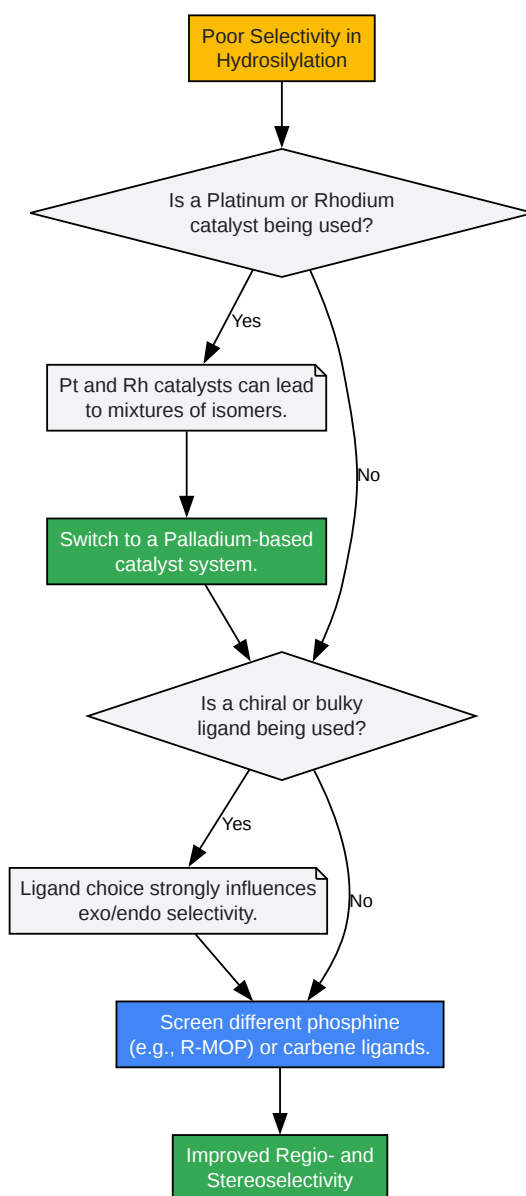 Poor Selectivity in
Hydrosilylation
Is a Platinum or Rhodium
catalyst being used?
Yes
Pt and Rh catalysts can lead
to mixtures of isomers.
No
Switch to a Palladium-based
catalyst system.
Is a chiral or bulky
ligand being used?
Yes
Ligand choice strongly influences
exo/endo selectivity.
No
Screen different phosphine
(e.g., R-MOP) or carbene ligands.
Improved Regio- and
Stereoselectivity